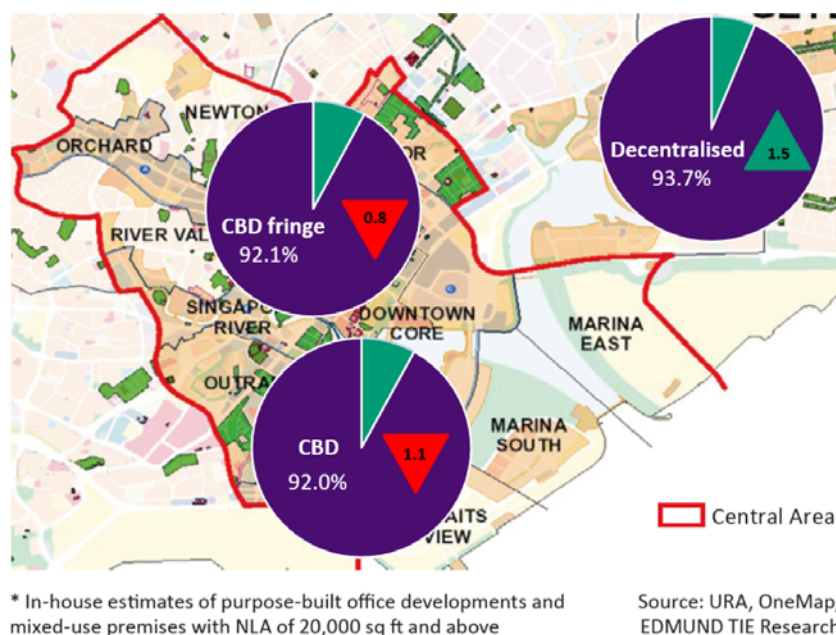 NEWTON
ORCHARD
OR
Decentralised
93.7%
1.5
CBD fringe
92.1%
0.8
RIVER VAL
SINGAPO
RIVER
DOWNTOWN
CORE
MARINA
EAST
OUTRA
CBD
92.0%
1.1
MARINA
SOUTH
AITS
VIEW
Central Area
* In-house estimates of purpose-built office developments and
mixed-use premises with NLA of 20,000 sq ft and above
Source: URA, OneMap,
EDMUND TIE Research